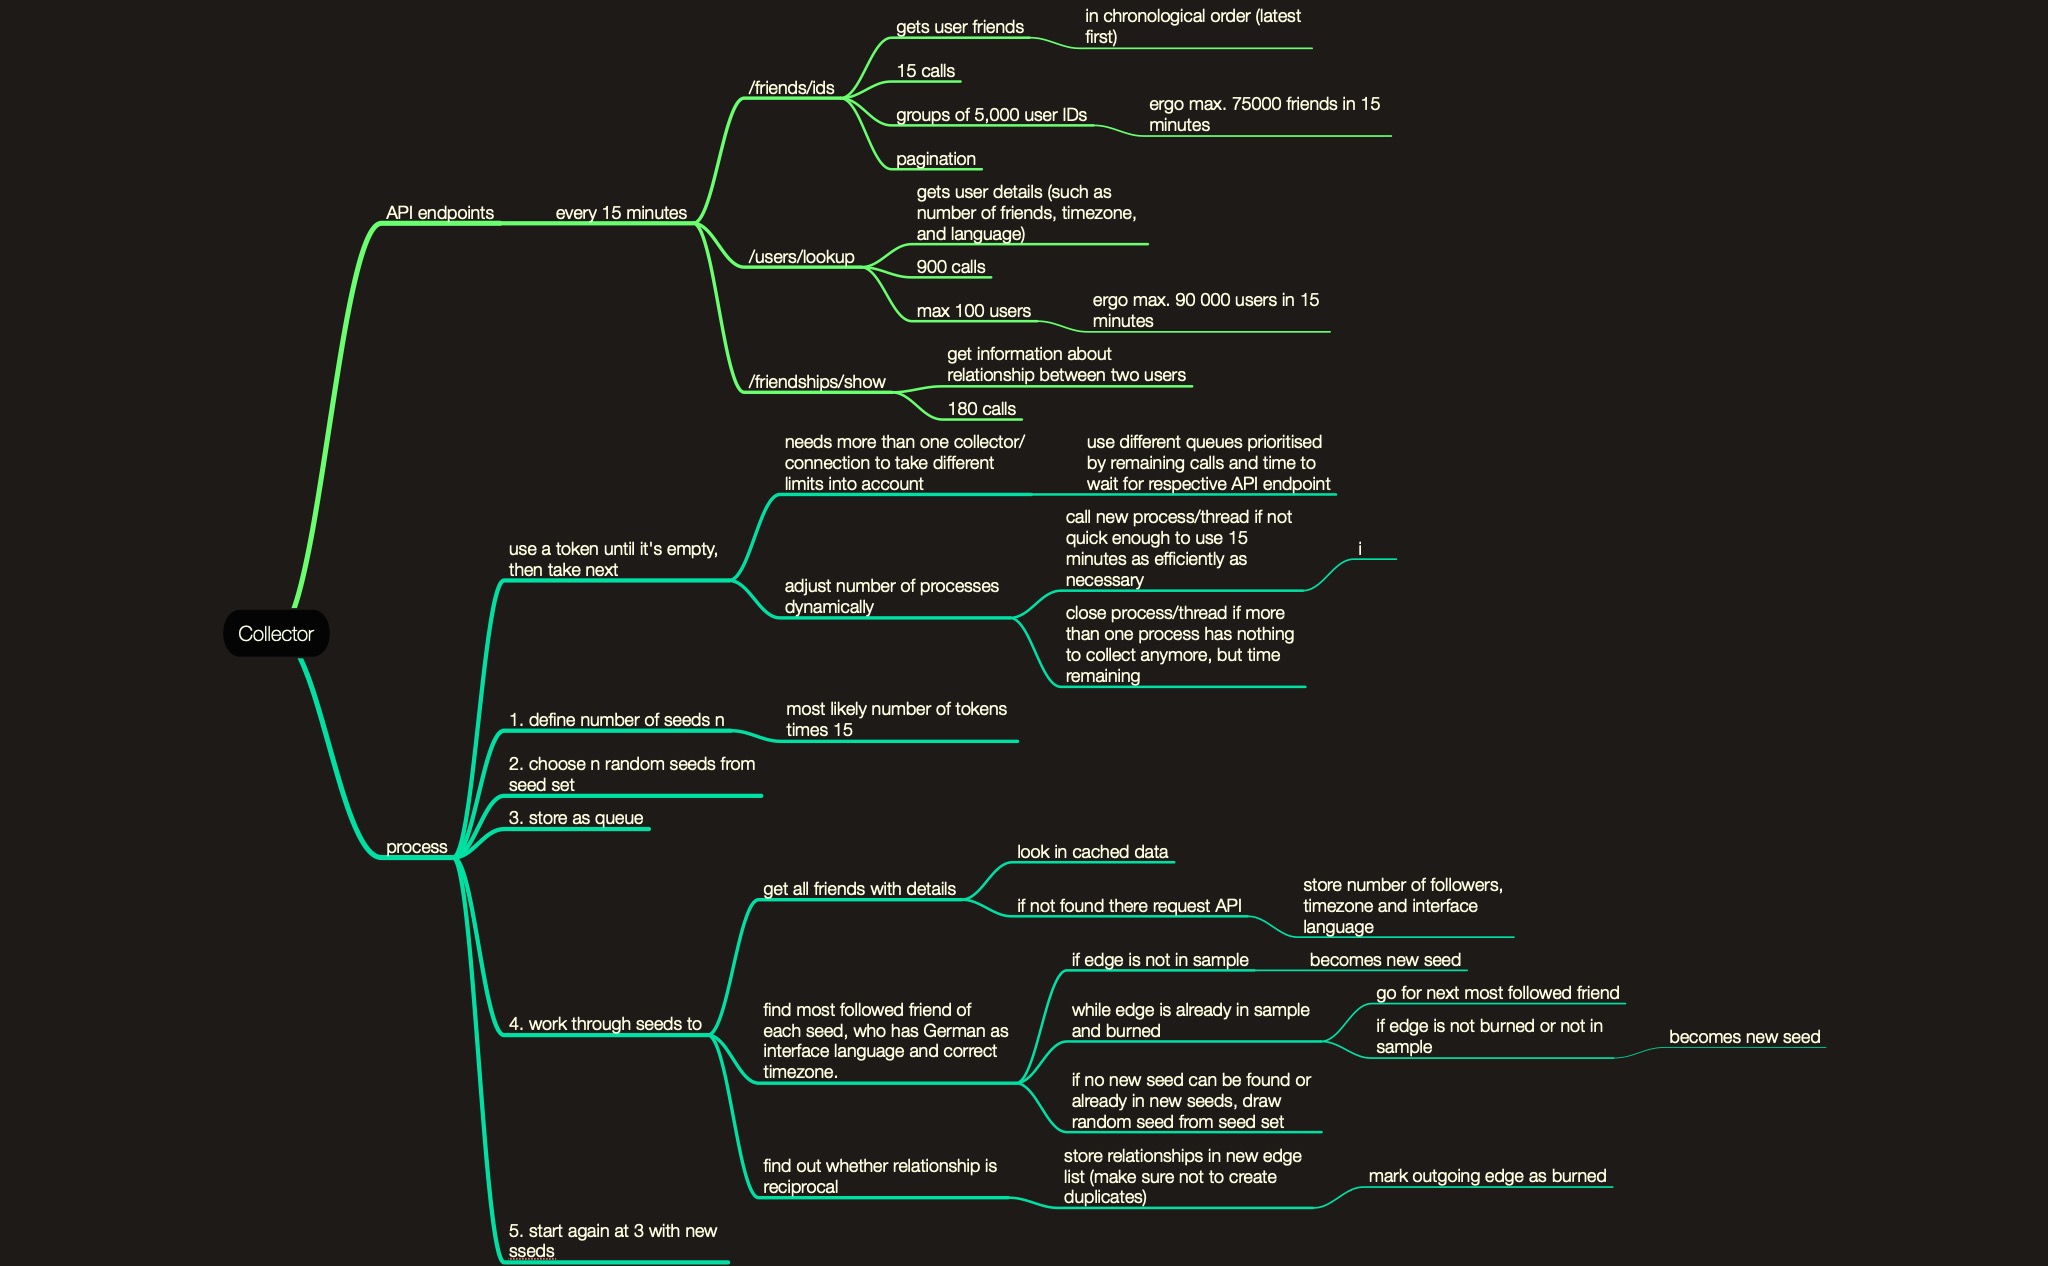 gets user friends
in chronological order (latest
first)
15 calls
/friends/ids
groups of 5,000 user IDs
ergo max. 75000 friends in 15
minutes
pagination
API endpoints
every 15 minutes
gets user details (such as
number of friends, timezone,
and language)
/users/lookup
900 calls
max 100 users
ergo max. 90 000 users in 15
minutes
/friendships/show
get information about
relationship between two users
180 calls
Collector
process
use a token until it's empty,
then take next
needs more than one collector/
connection to take different
limits into account
use different queues prioritised
by remaining calls and time to
wait for respective API endpoint
adjust number of processes
dynamically
call new process/thread if not
quick enough to use 15
minutes as efficiently as
necessary
i
close process/thread if more
than one process has nothing
to collect anymore, but time
remaining
1. define number of seeds n
most likely number of tokens
times 15
2. choose n random seeds from
seed set
3. store as queue
4. work through seeds to
get all friends with details
look in cached data
if not found there request API
store number of followers,
timezone and interface
language
find most followed friend of
each seed, who has German as
interface language and correct
timezone.
if edge is not in sample
becomes new seed
while edge is already in sample
and burned
go for next most followed friend
if edge is not burned or not in
sample
becomes new seed
if no new seed can be found or
already in new seeds, draw
random seed from seed set
find out whether relationship is
reciprocal
store relationships in new edge
list (make sure not to create
duplicates)
mark outgoing edge as burned
5. start again at 3 with new
sseds